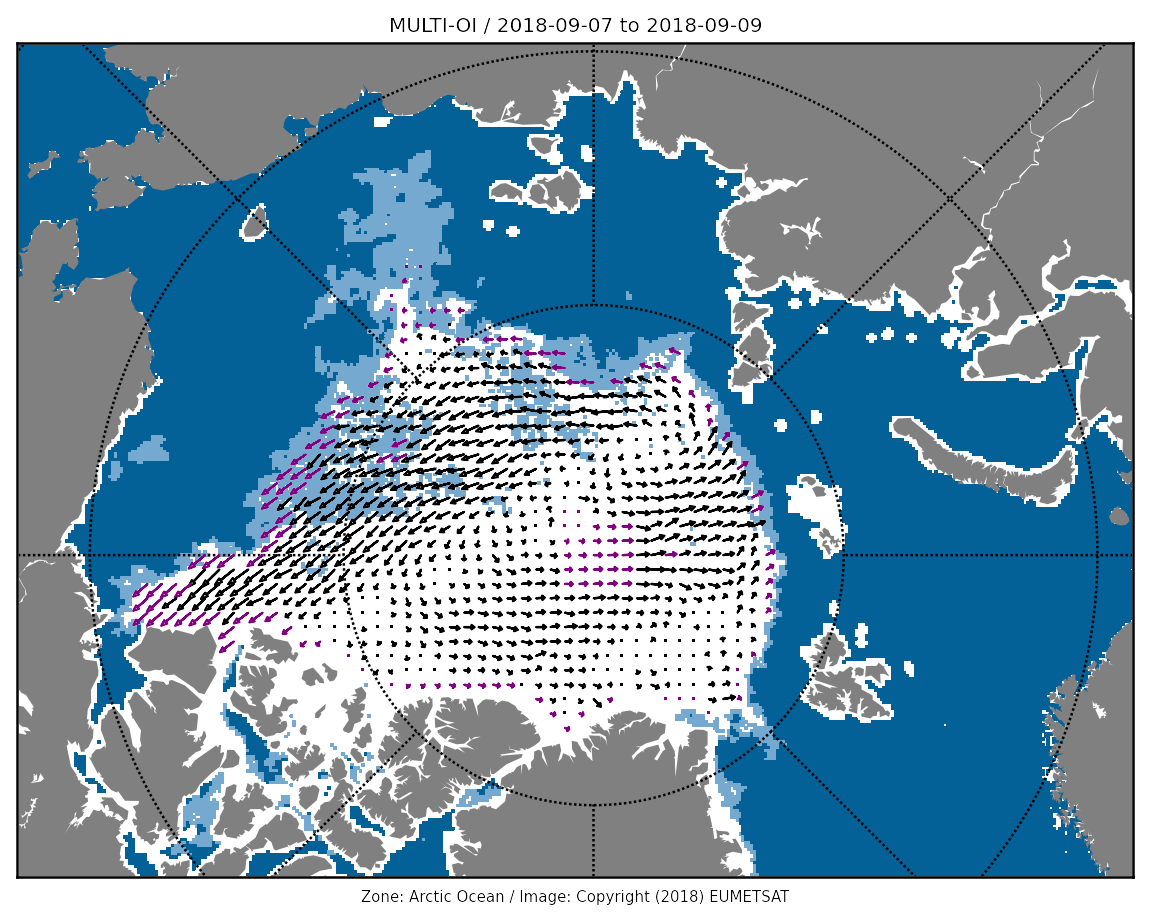 MULTI-OI / 2018-09-07 to 2018-09-09
Zone: Arctic Ocean / Image: Copyright (2018) EUMETSAT